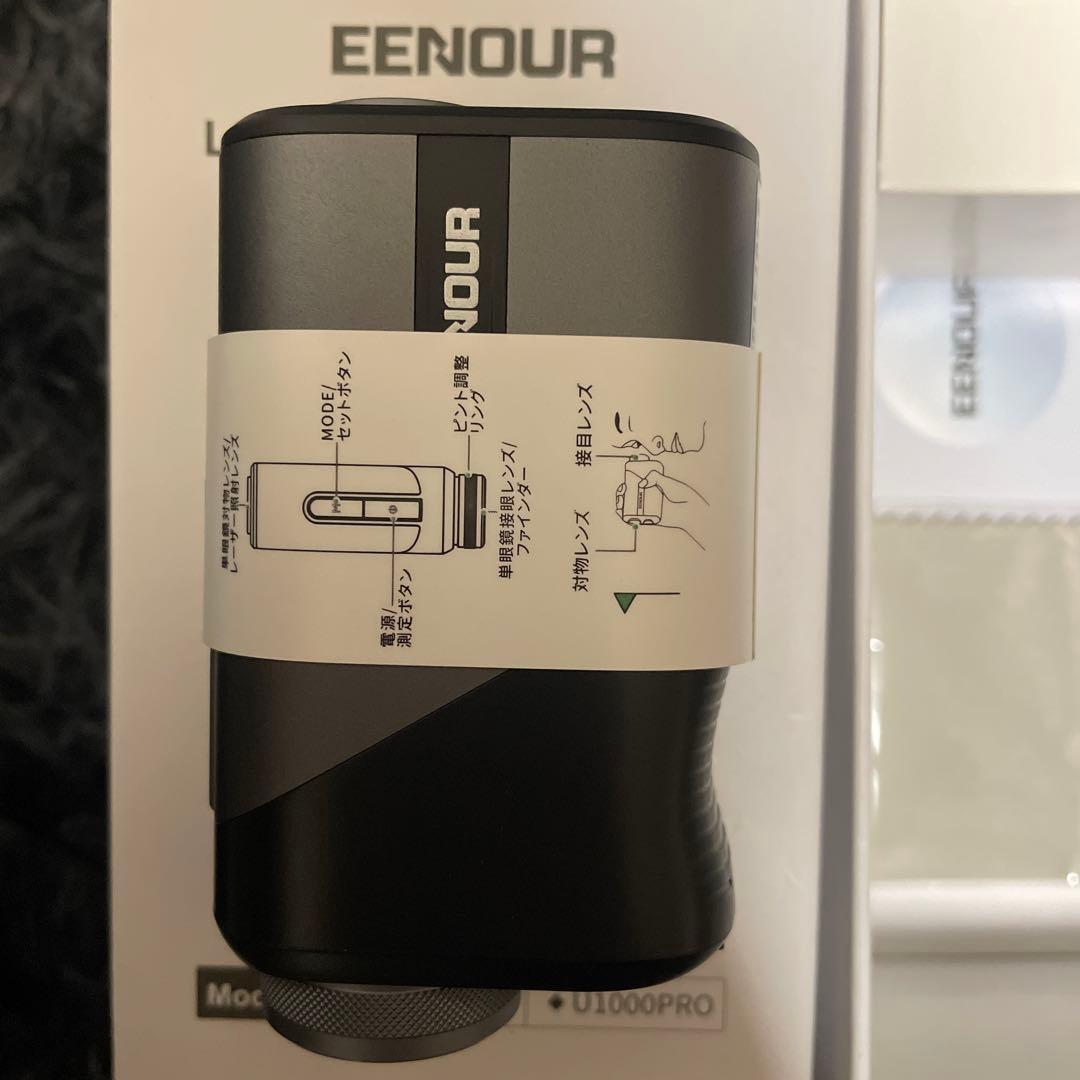 EENOUR
L
NOUR
単眼鏡対物レンズ/
レーザー照射レンズ
MODE/
セットボタン
ピント調整
リング
電源/
測定ボタン
単眼鏡接眼レンズ/
ファインダー
接目レンズ
対物レンズ
EENOUR
EENOUR
Mod
U1000PRO